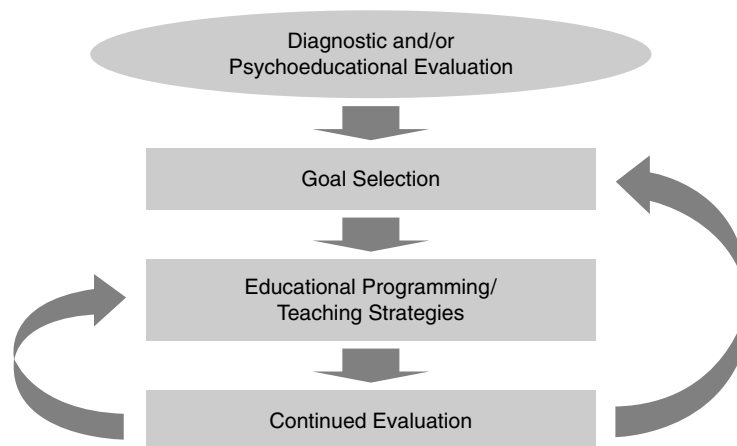 Diagnostic and/or
Psychoeducational Evaluation
Goal Selection
Educational Programming/
Teaching Strategies
Continued Evaluation